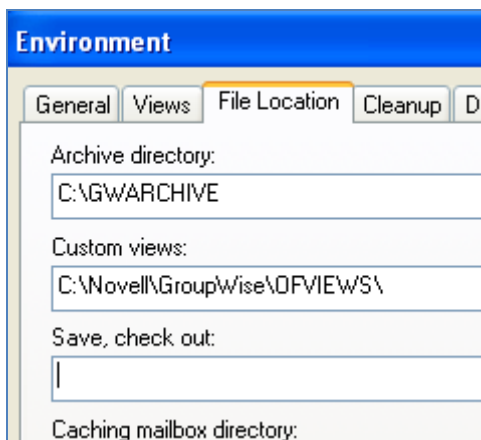 Environment
General Views File Location Cleanup D
Archive directory:
C:\GWARCHIVE
Custom views:
C:\Novell\GroupWise\OFVIEWS\
Save, check out:
Caching mailbox directory: